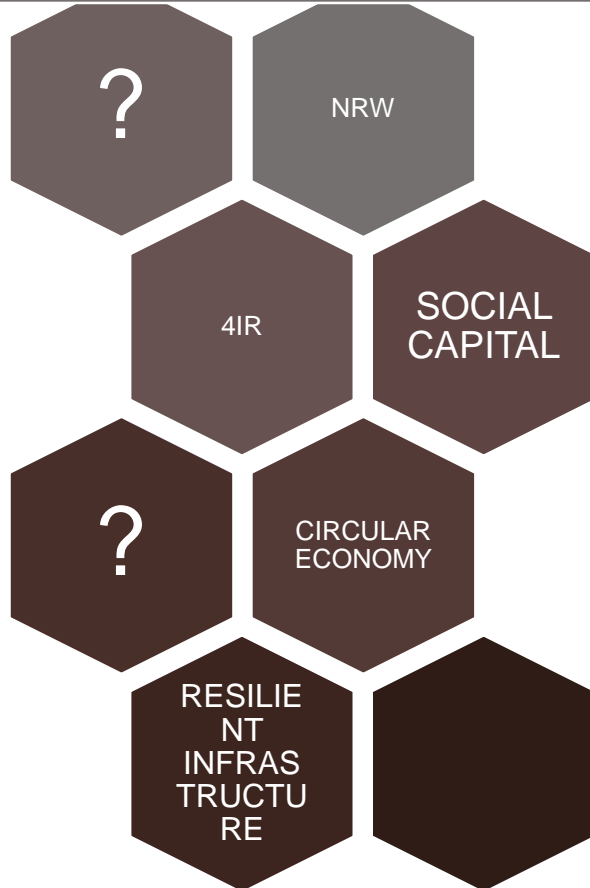 ?
NRW
4IR
SOCIAL
CAPITAL
?
CIRCULAR
ECONOMY
RESILIE
NT
INFRAS
TRUCTU
RE